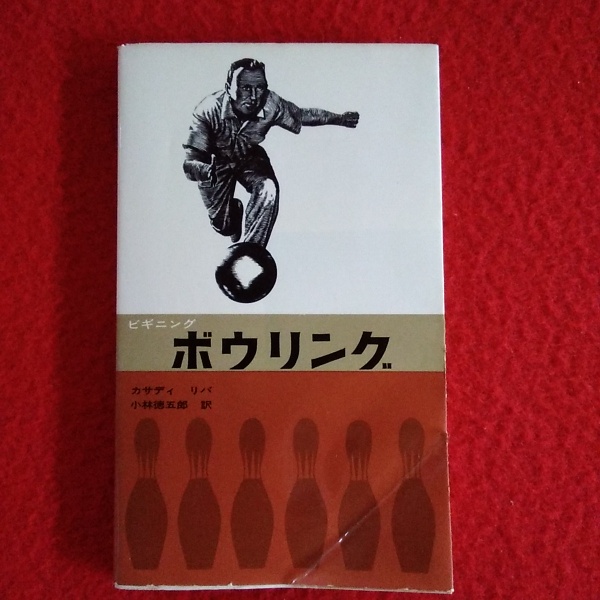 ビギニング
ボウリング
カサディ リバ
小林徳五郎 訳